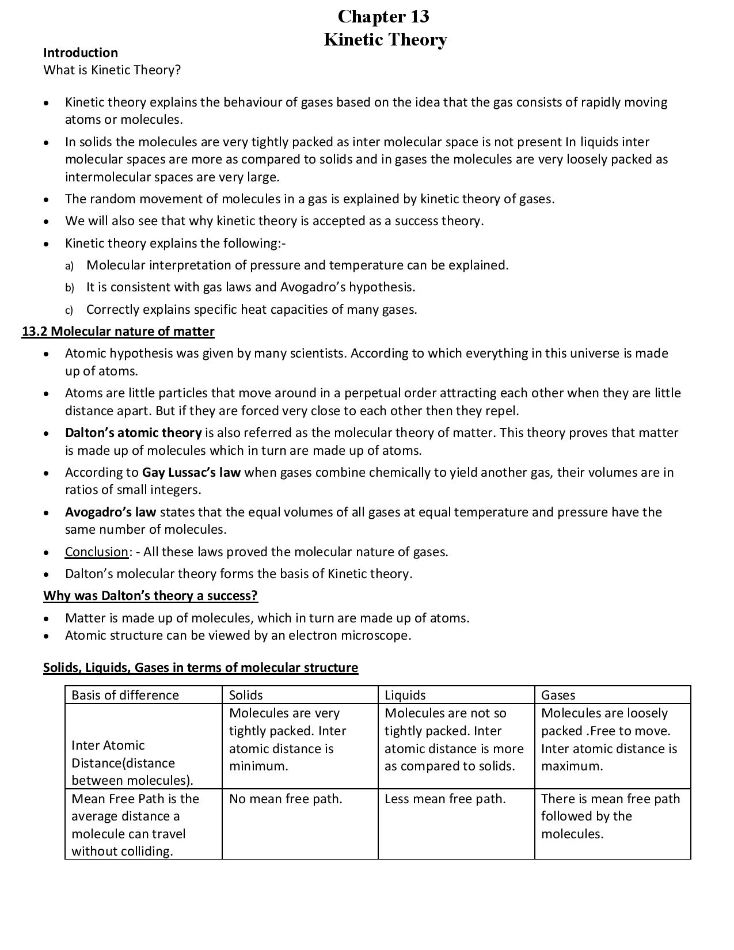 Chapter 13
Kinetic Theory
Introduction
What is Kinetic Theory?
• Kinetic theory explains the behaviour of gases based on the idea that the gas consists of rapidly moving
atoms or molecules.
• In solids the molecules are very tightly packed as inter molecular space is not present In liquids inter
molecular spaces are more as compared to solids and in gases the molecules are very loosely packed as
intermolecular spaces are very large.
• The random movement of molecules in a gas is explained by kinetic theory of gases.
• We will also see that why kinetic theory is accepted as a success theory.
• Kinetic theory explains the following:-
a) Molecular interpretation of pressure and temperature can be explained.
b) It is consistent with gas laws and Avogadro's hypothesis.
c) Correctly explains specific heat capacities of many gases.
13.2 Molecular nature of matter
• Atomic hypothesis was given by many scientists. According to which everything in this universe is made
up of atoms.
• Atoms are little particles that move around in a perpetual order attracting each other when they are little
distance apart. But if they are forced very close to each other then they repel.
• Dalton's atomic theory is also referred as the molecular theory of matter. This theory proves that matter
is made up of molecules which in turn are made up of atoms.
• According to Gay Lussac's law when gases combine chemically to yield another gas, their volumes are in
ratios of small integers.
• Avogadro's law states that the equal volumes of all gases at equal temperature and pressure have the
same number of molecules.
• Conclusion: - All these laws proved the molecular nature of gases.
• Dalton's molecular theory forms the basis of Kinetic theory.
Why was Dalton's theory a success?
• Matter is made up of molecules, which in turn are made up of atoms.
• Atomic structure can be viewed by an electron microscope.
Solids, Liquids, Gases in terms of molecular structure
Basis of difference
Solids
Liquids
Gases
Inter Atomic
Distance(distance
between molecules).
Molecules are very
tightly packed. Inter
atomic distance is
minimum.
Molecules are not so
tightly packed. Inter
atomic distance is more
as compared to solids.
Molecules are loosely
packed .Free to move.
Inter atomic distance is
maximum.
Mean Free Path is the
average distance a
molecule can travel
without colliding.
No mean free path.
Less mean free path.
There is mean free path
followed by the
molecules.